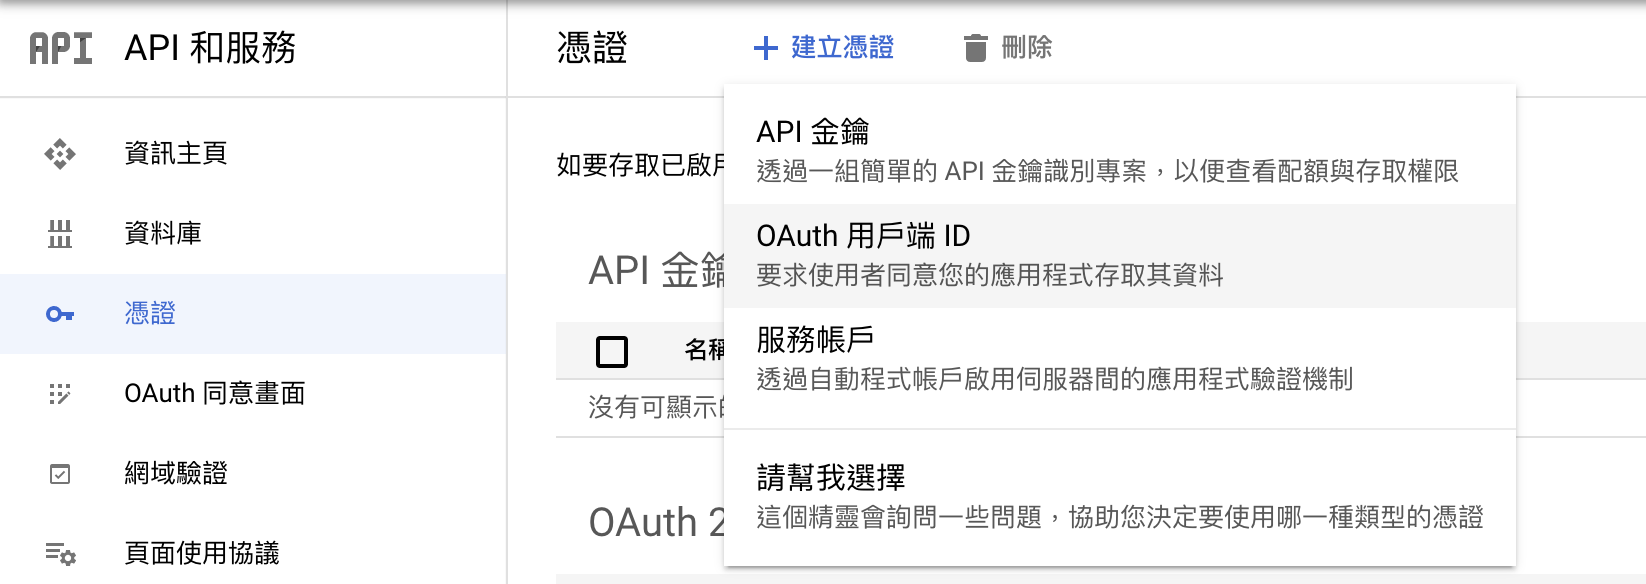 API API 和服務
資訊主頁
資料庫
憑證
OAuth 同意畫面
網域驗證
頁面使用協議
憑證
建立憑證
刪除
如要存取已啟用
API 金鑰
名稱
沒有可顯示的
OAuth 2
API 金鑰
透過一組簡單的 API 金鑰識別專案，以便查看配額與存取權限
OAuth 用戶端 ID
要求使用者同意您的應用程式存取其資料
服務帳戶
透過自動程式帳戶啟用伺服器間的應用程式驗證機制
請幫我選擇
這個精靈會詢問一些問題，協助您決定要使用哪一種類型的憑證